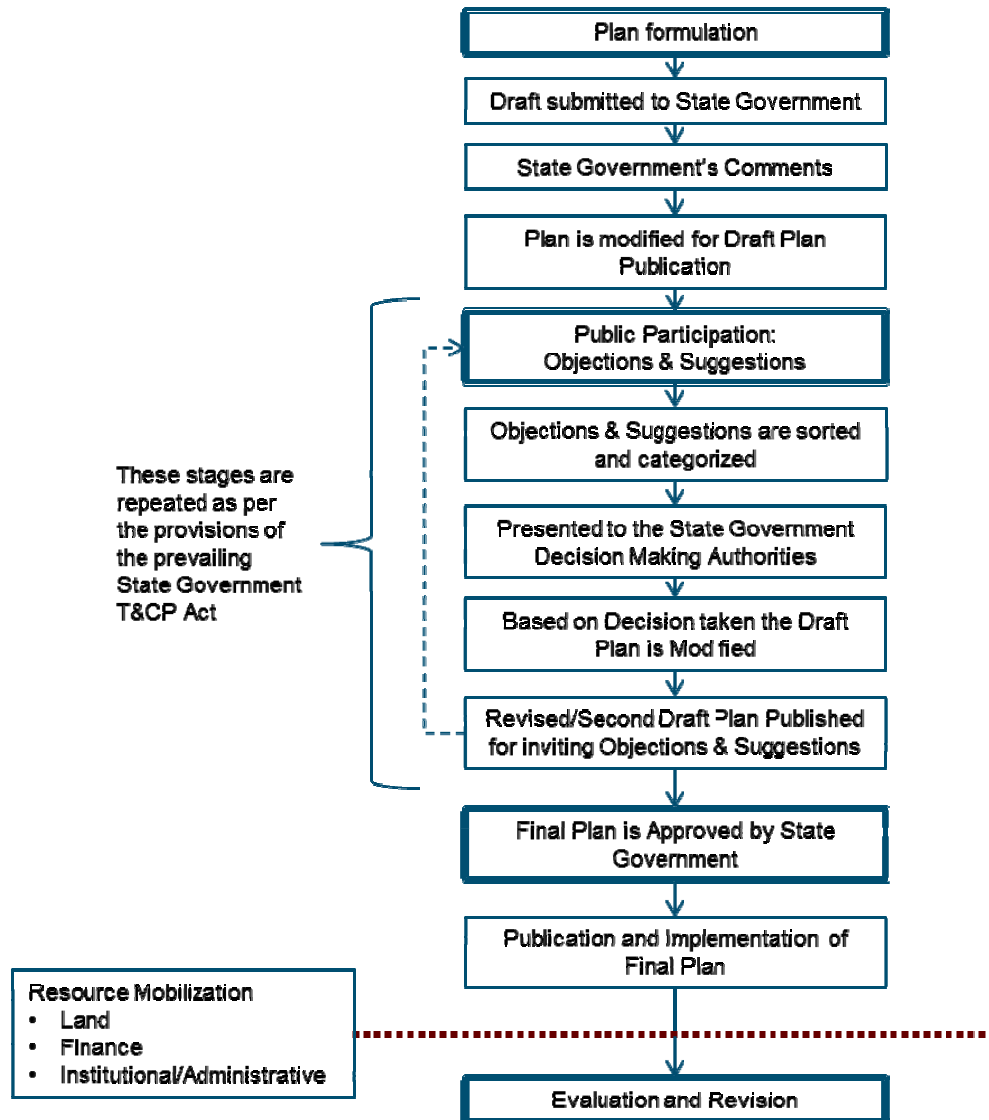 Plan formulation
Draft submitted to State Government
State Government's Comments
Plan is modified for Draft Plan
Publication
Public Participation:
Objections & Suggestions
Objections & Suggestions are sorted
and categorized
These stages are
repeated as per
the provisions of
the prevailing
State Government
T&CP Act
Presented to the State Government
Decision Making Authorities
Based on Decision taken the Draft
Plan is Modified
Revised/Second Draft Plan Published
for inviting Objections & Suggestions
Final Plan is Approved by State
Government
Publication and Implementation of
Final Plan
Resource Mobilization
• Land
• Finance
• Institutional/Administrative
Evaluation and Revision